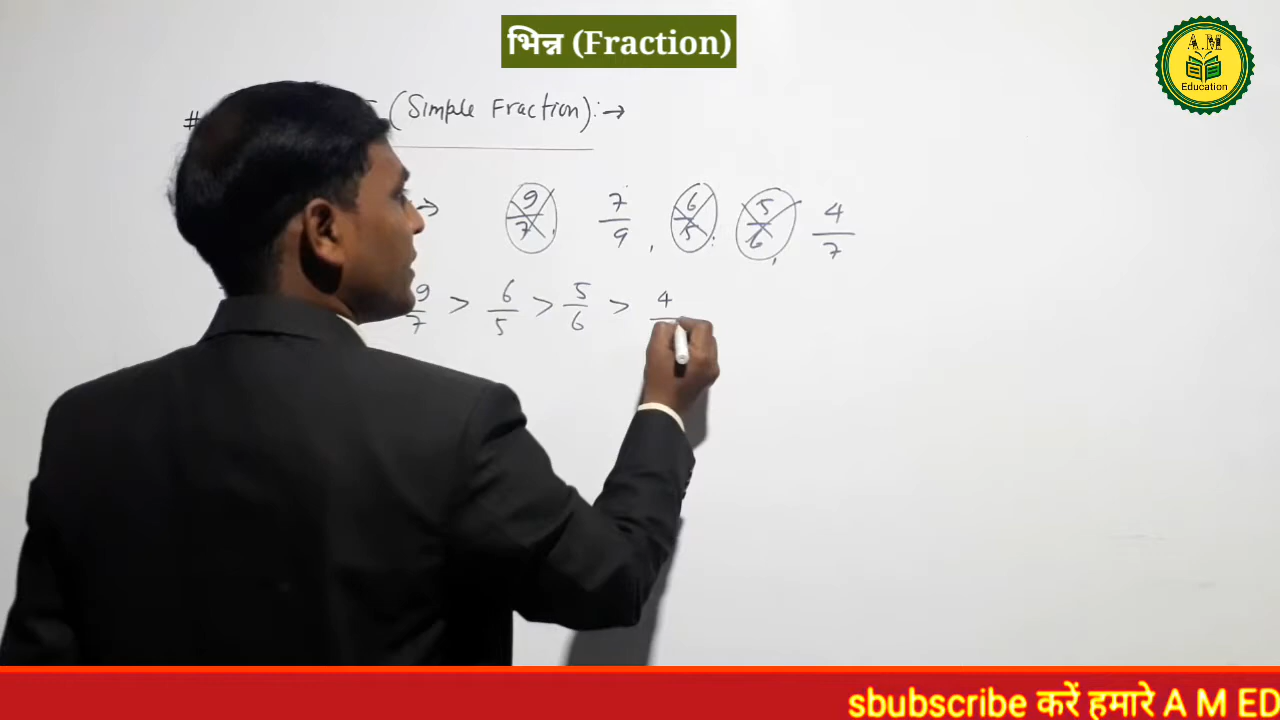 भिन्न (Fraction)
A.M
Education
# (Simple Fraction):→
→ 9/7, 7/9, 6/5, 5/6, 4/7
9/7 > 6/5 > 5/6 > 4
sbubscribe करें हमारे A M ED